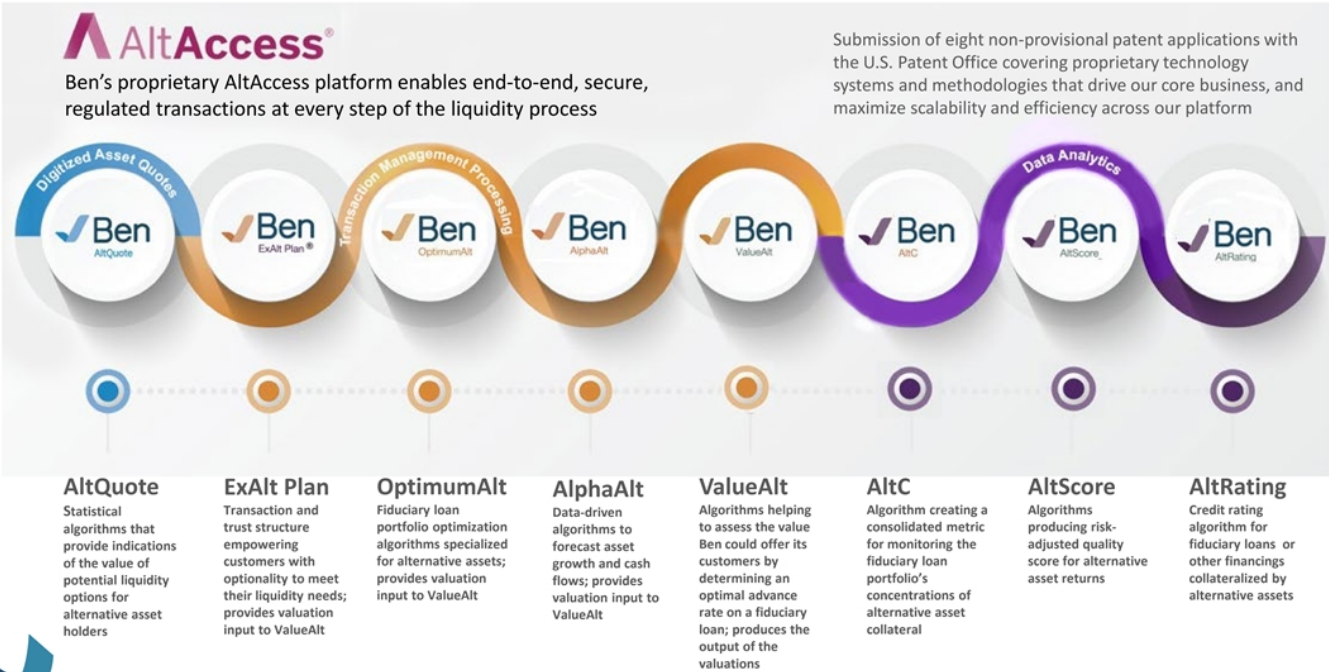 AltAccess®
Ben's proprietary AltAccess platform enables end-to-end, secure,
regulated transactions at every step of the liquidity process
Submission of eight non-provisional patent applications with
the U.S. Patent Office covering proprietary technology
systems and methodologies that drive our core business, and
maximize scalability and efficiency across our platform
Digitized Asset Quotes
Transaction Management Processing
Data Analytics
Ben
AltQuote
Ben
ExAlt Plan®
Ben
OptimumAlt
Ben
AlphaAlt
Ben
ValueAlt
Ben
AltC
Ben
AltScore
Ben
AltRating
AltQuote
Statistical
algorithms that
provide indications
of the value of
potential liquidity
options for
alternative asset
holders
ExAlt Plan
Transaction and
trust structure
empowering
customers with
optionality to meet
their liquidity needs;
provides valuation
input to ValueAlt
OptimumAlt
Fiduciary loan
portfolio optimization
algorithms specialized
for alternative assets;
provides valuation
input to ValueAlt
AlphaAlt
Data-driven
algorithms to
forecast asset
growth and cash
flows; provides
valuation input to
ValueAlt
ValueAlt
Algorithms helping
to assess the value
Ben could offer its
customers by
determining an
optimal advance
rate on a fiduciary
loan; produces the
output of the
valuations
AltC
Algorithm creating a
consolidated metric
for monitoring the
fiduciary loan
portfolio's
concentrations of
alternative asset
collateral
AltScore
Algorithms
producing risk-
adjusted quality
score for alternative
asset returns
AltRating
Credit rating
algorithm for
fiduciary loans or
other financings
collateralized by
alternative assets